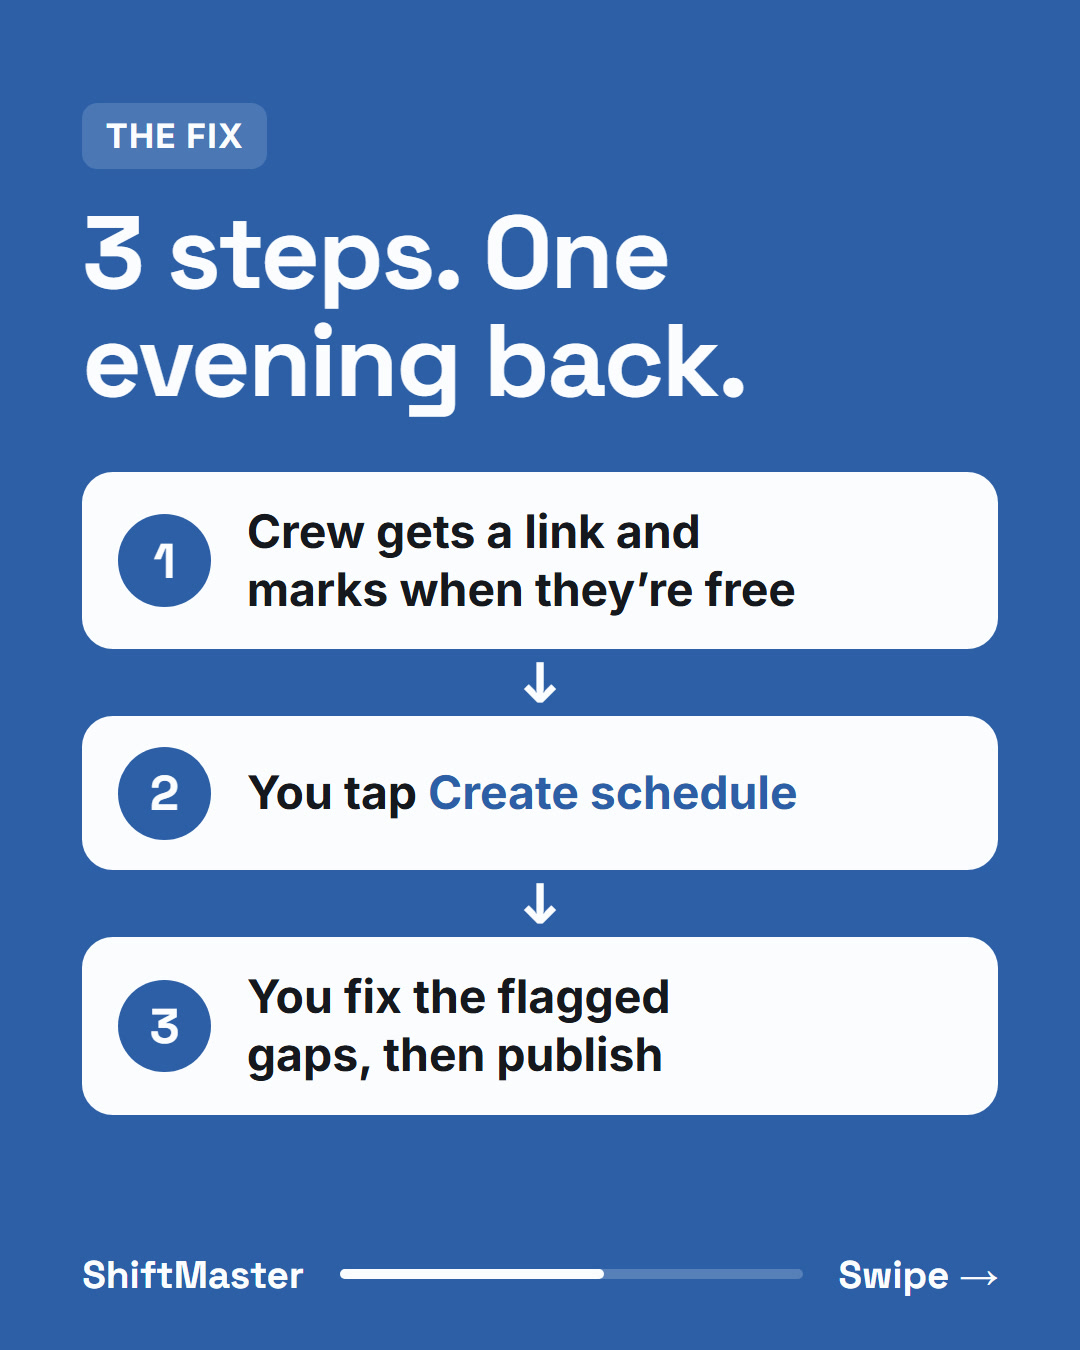 THE FIX
3 steps. One
evening back.
1
Crew gets a link and
marks when they’re free
↓
2
You tap Create schedule
↓
3
You fix the flagged
gaps, then publish
ShiftMaster
Swipe →